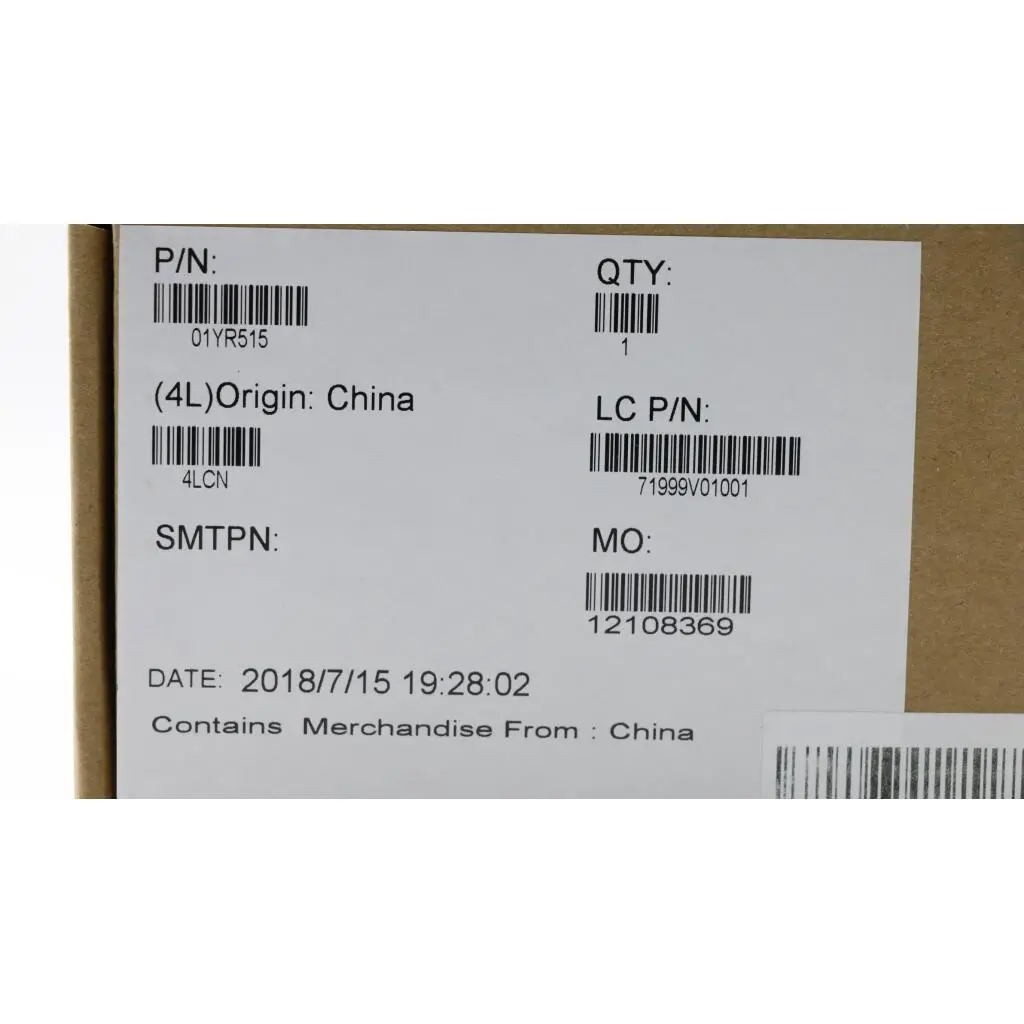 P/N:
01YR515
QTY:
1
(4L)Origin: China
4LCN
LC P/N:
71999V01001
SMTPN:
MO:
12108369
DATE: 2018/7/15 19:28:02
Contains Merchandise From : China